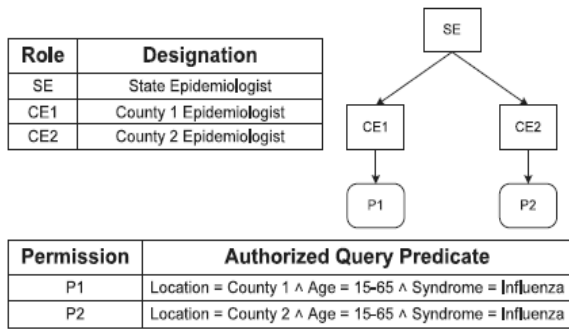 Role Designation
SE State Epidemiologist
CE1 County 1 Epidemiologist
CE2 County 2 Epidemiologist
SE
CE1 CE2
P1 P2
Permission Authorized Query Predicate
P1 Location = County 1 ∧ Age = 15-65 ∧ Syndrome = Influenza
P2 Location = County 2 ∧ Age = 15-65 ∧ Syndrome = Influenza